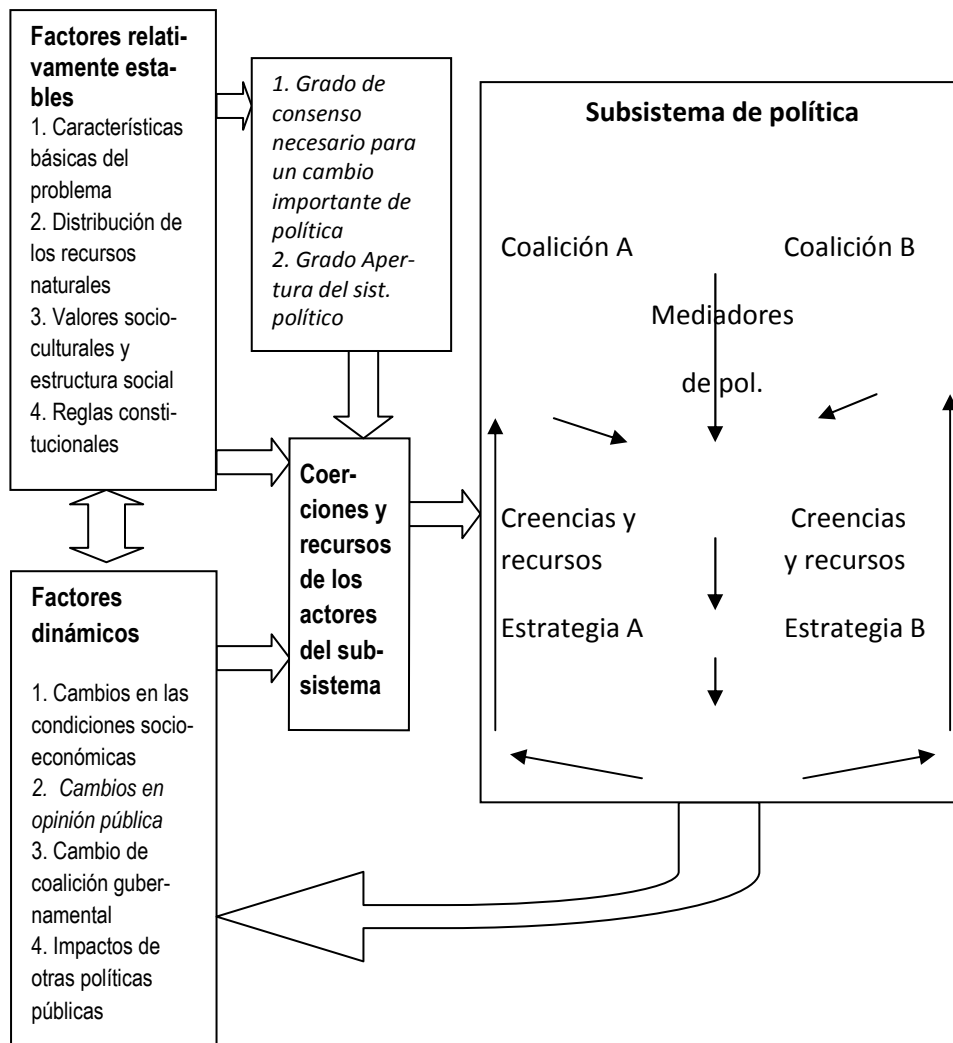 Factores relati-
vamente esta-
bles
1. Características
básicas del
problema
2. Distribución de
los recursos
naturales
3. Valores socio-
culturales y
estructura social
4. Reglas consti-
tucionales
1. Grado de
consenso
necesario para
un cambio
importante de
política
2. Grado Aper-
tura del sist.
político
Coer-
ciones y
recursos
de los
actores
del sub-
sistema
Factores
dinámicos
1. Cambios en las
condiciones socio-
económicas
2. Cambios en
opinión pública
3. Cambio de
coalición guber-
namental
4. Impactos de
otras políticas
públicas
Subsistema de política
Coalición A Coalición B
Mediadores
de pol.
Creencias y Creencias
recursos y recursos
Estrategia A Estrategia B